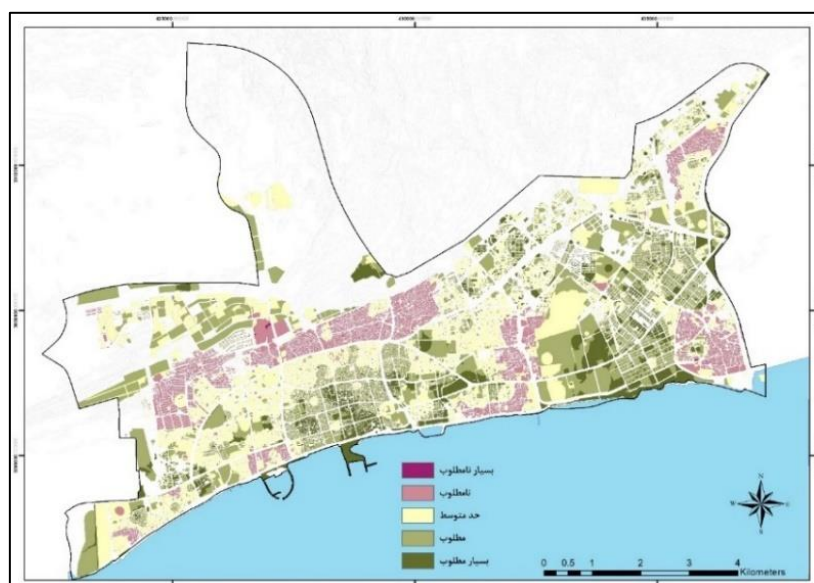 بسیار نامطلوب
نامطلوب
حد متوسط
مطلوب
بسیار مطلوب
N
W
E
S
0 0.5 1 2 3 4
Kilometers